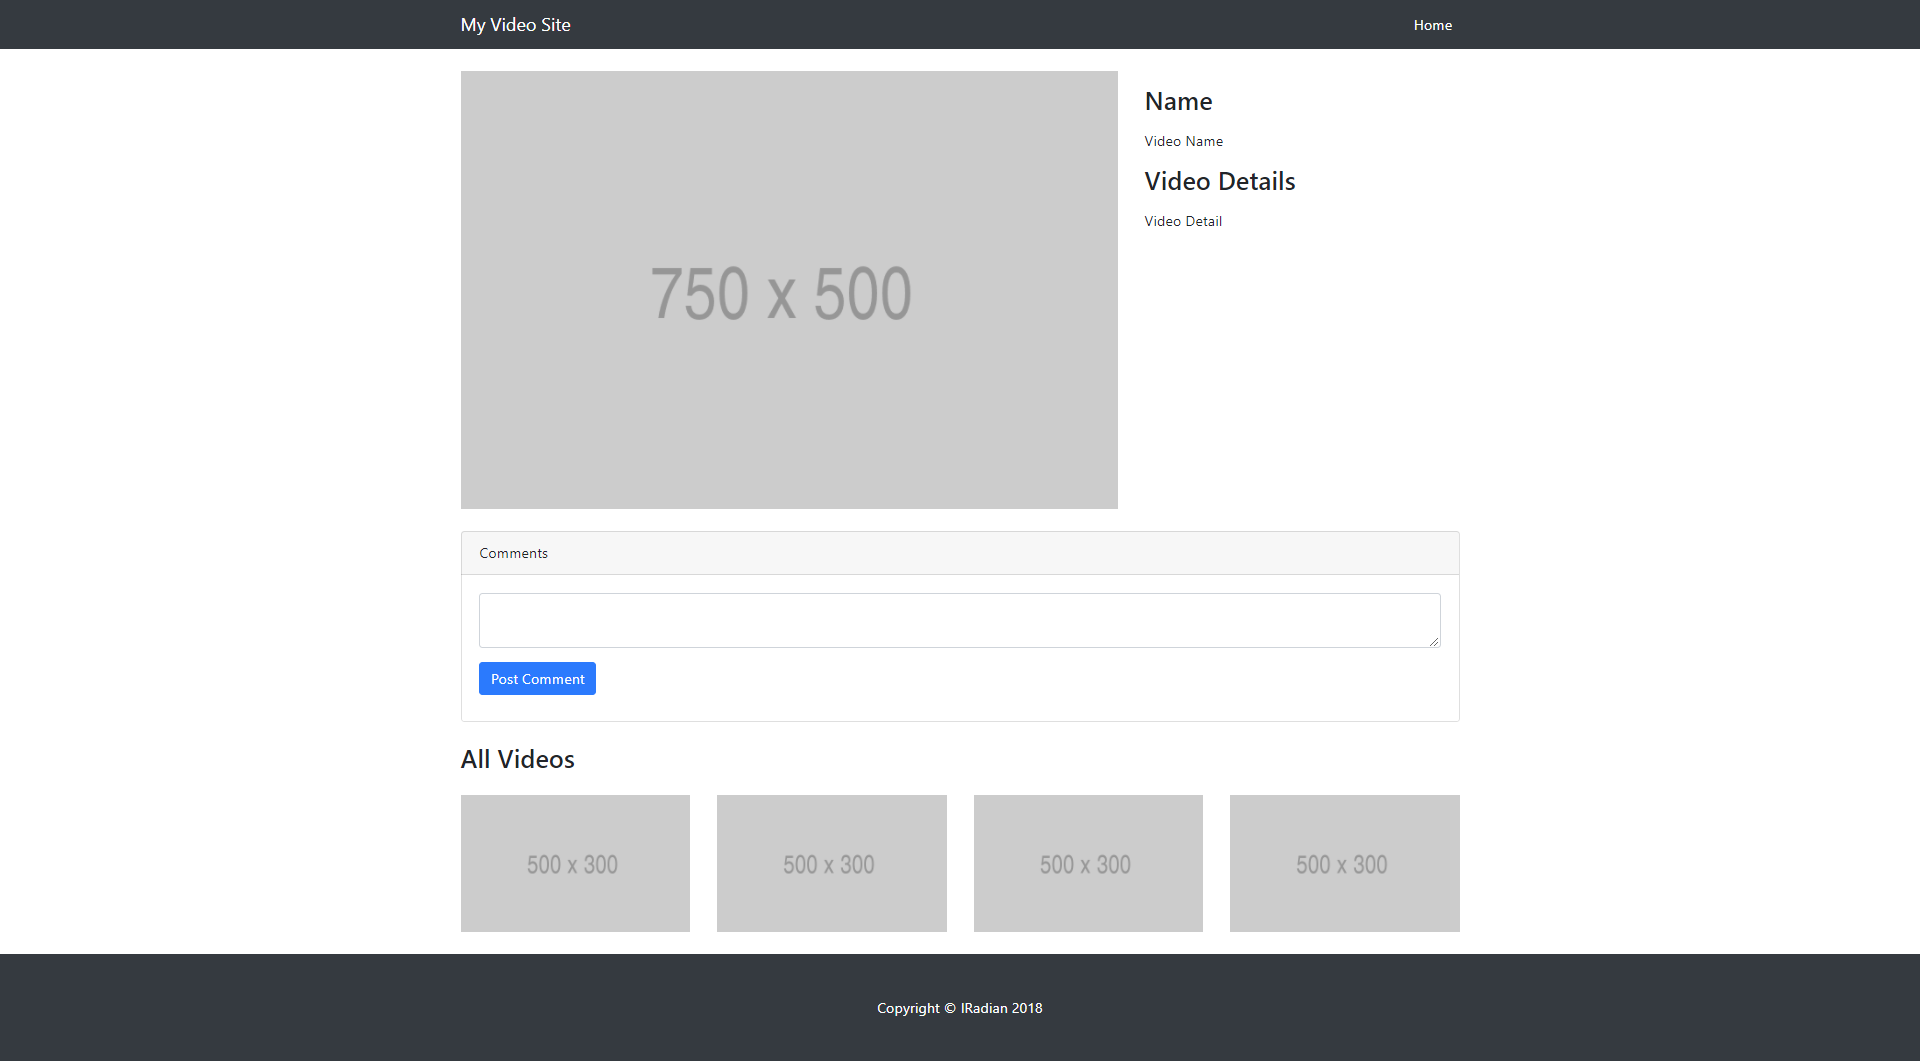 My Video Site
Home
750 x 500
Name
Video Name
Video Details
Video Detail
Comments
Post Comment
All Videos
500 x 300
500 x 300
500 x 300
500 x 300
Copyright © IRadian 2018